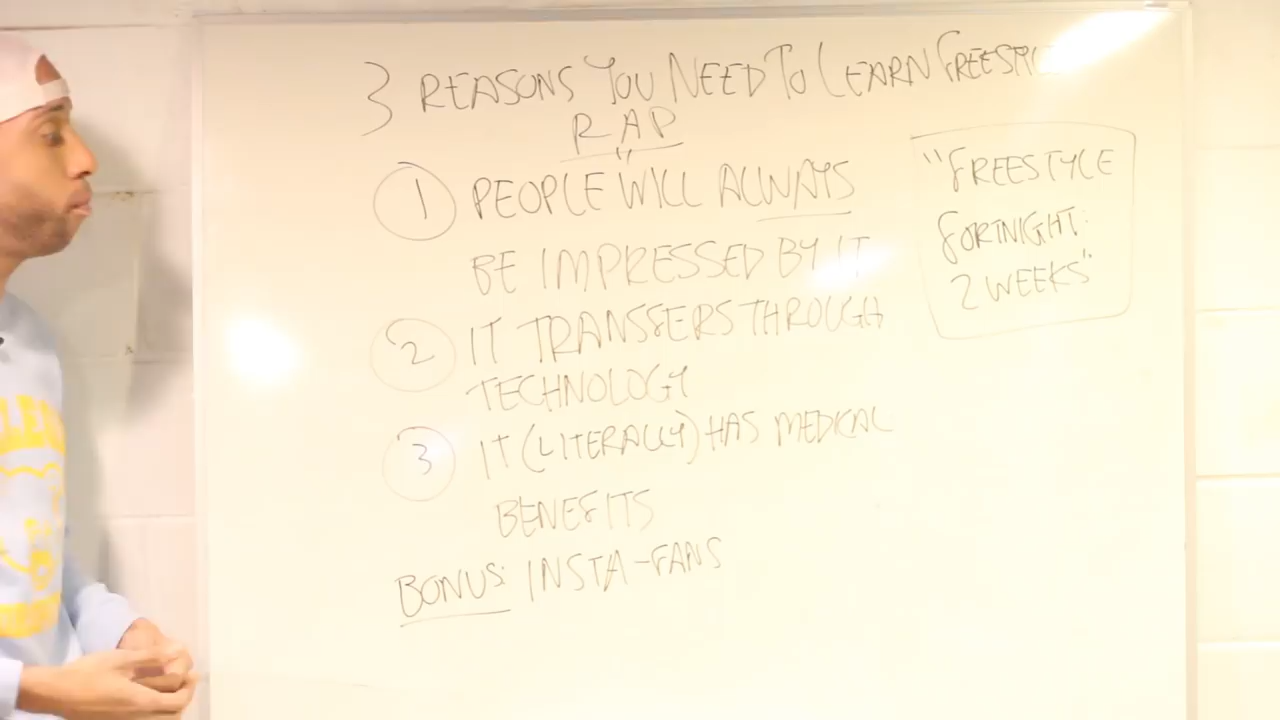 3 REASONS YOU NEED TO LEARN FREESTYLE
RAP
1 PEOPLE WILL ALWAYS
BE IMPRESSED BY IT
2 IT TRANSFERS THROUGH
TECHNOLOGY
3 IT (LITERALLY) HAS MEDICAL
BENEFITS
BONUS: INSTA-FANS
"FREESTYLE
FORTNIGHT:
2 WEEKS"